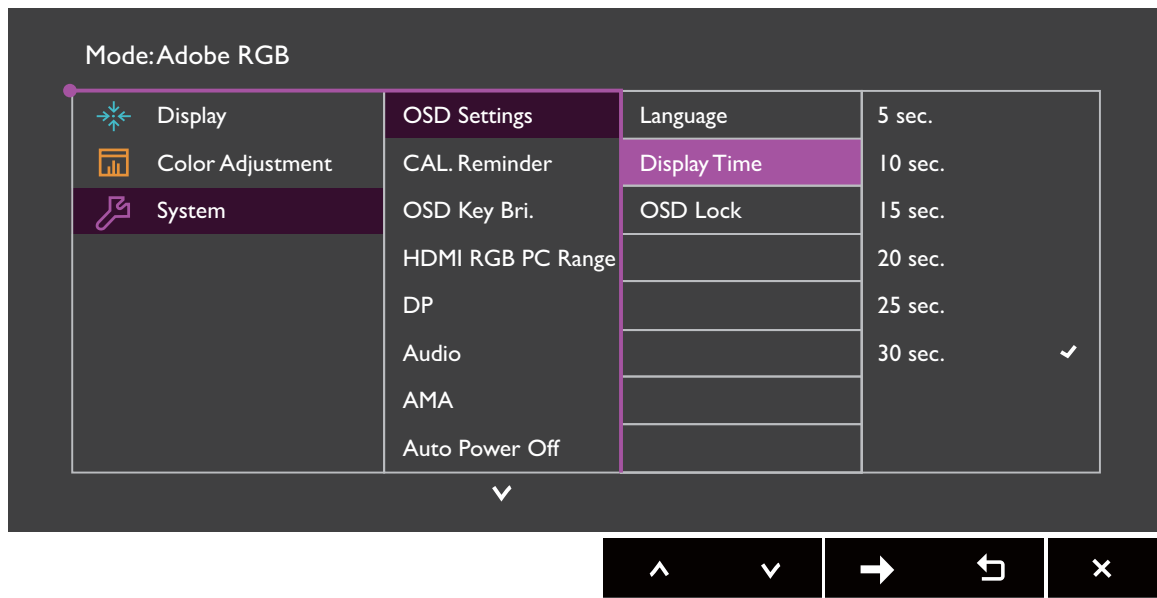 Mode: Adobe RGB
Display
Color Adjustment
System
OSD Settings
CAL. Reminder
OSD Key Bri.
HDMI RGB PC Range
DP
Audio
AMA
Auto Power Off
Language
Display Time
OSD Lock
5 sec.
10 sec.
15 sec.
20 sec.
25 sec.
30 sec.